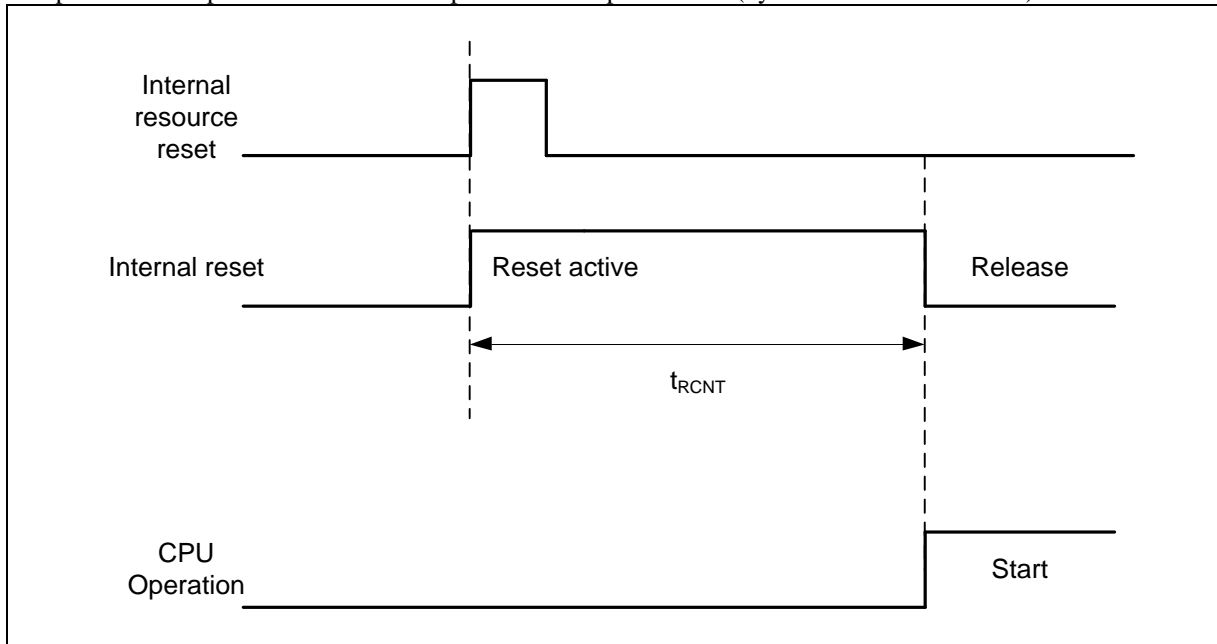 Internal
resource
reset
Internal reset
Reset active
Release
tRCNT
CPU
Operation
Start